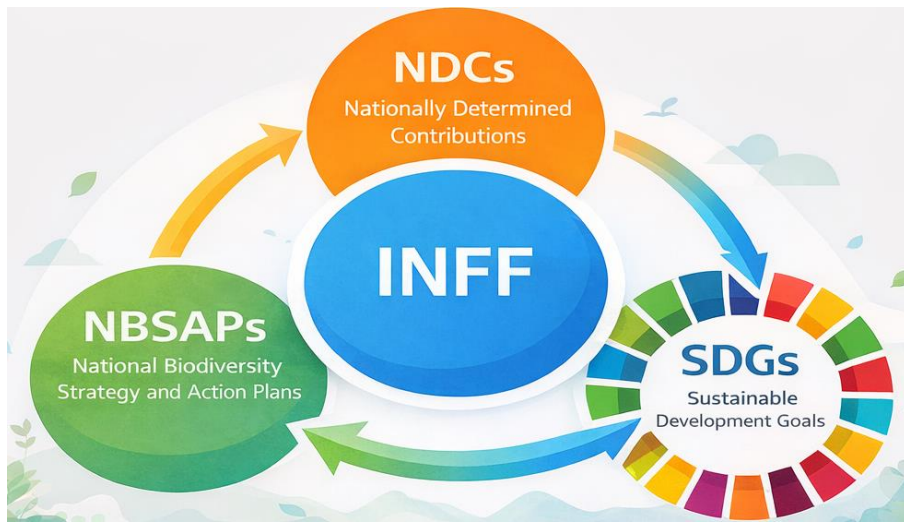 NDCs
Nationally Determined
Contributions
INFF
NBSAPs
National Biodiversity
Strategy and Action Plans
SDGs
Sustainable
Development Goals